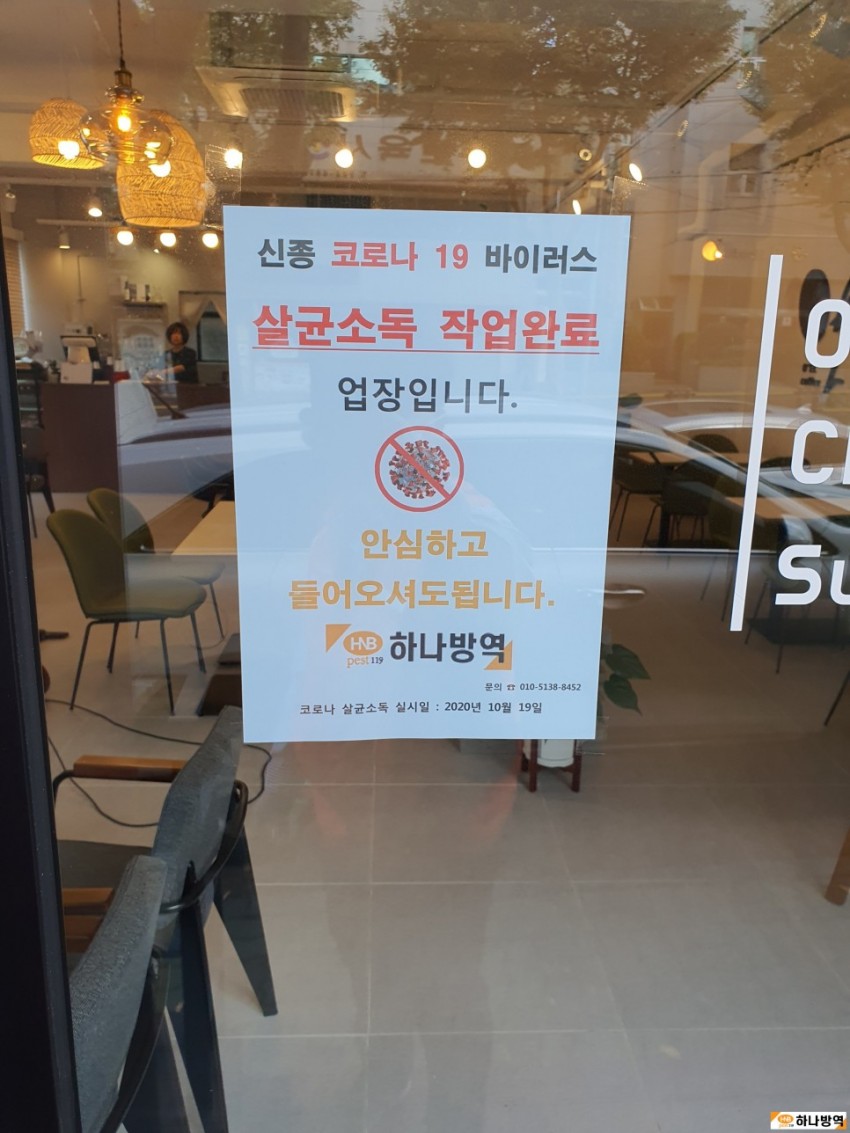 신종 코로나 19 바이러스
살균소독 작업완료
업장입니다.
안심하고
들어오셔도됩니다.
HNB
pest 119
하나방역
문의 ☎ 010-5138-8452
코로나 살균소독 실시일 : 2020년 10월 19일
Su
하나방역